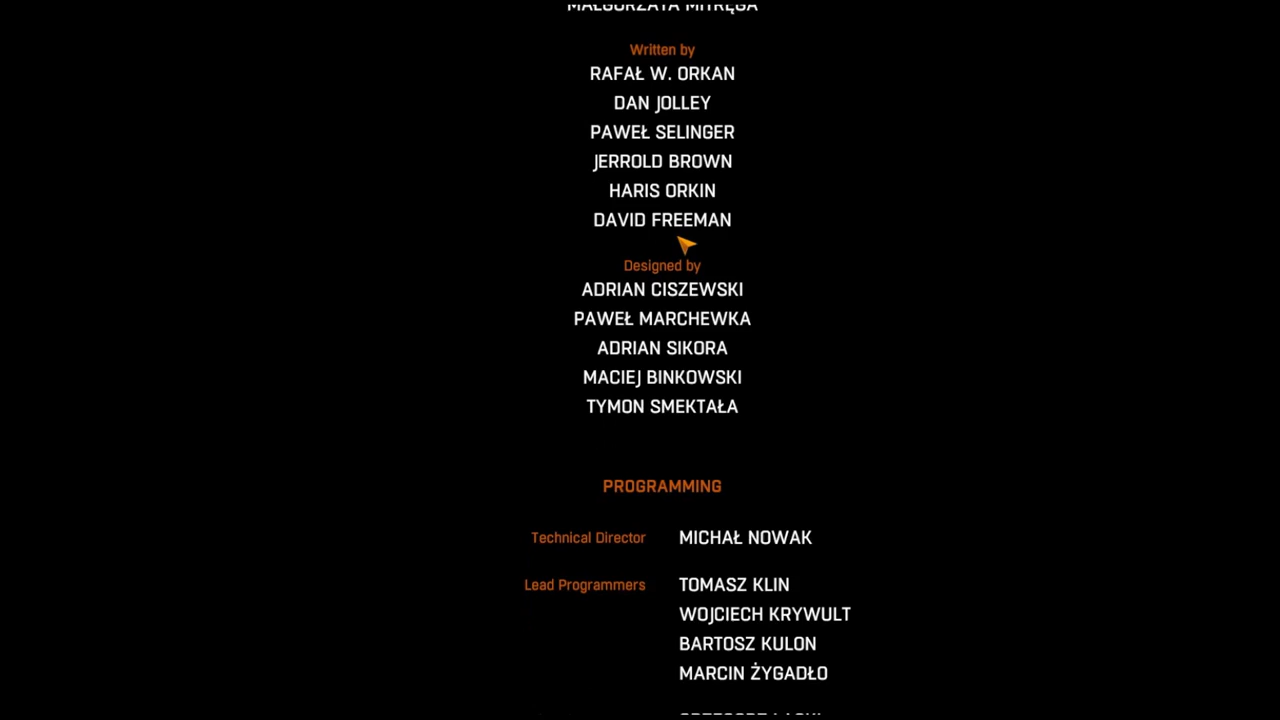 MAŁGORZATA MITRĘGA
Written by
RAFAŁ W. ORKAN
DAN JOLLEY
PAWEŁ SELINGER
JERROLD BROWN
HARIS ORKIN
DAVID FREEMAN
Designed by
ADRIAN CISZEWSKI
PAWEŁ MARCHEWKA
ADRIAN SIKORA
MACIEJ BINKOWSKI
TYMON SMEKTAŁA
PROGRAMMING
Technical Director MICHAŁ NOWAK
Lead Programmers TOMASZ KLIN
WOJCIECH KRYWULT
BARTOSZ KULON
MARCIN ŻYGADŁO